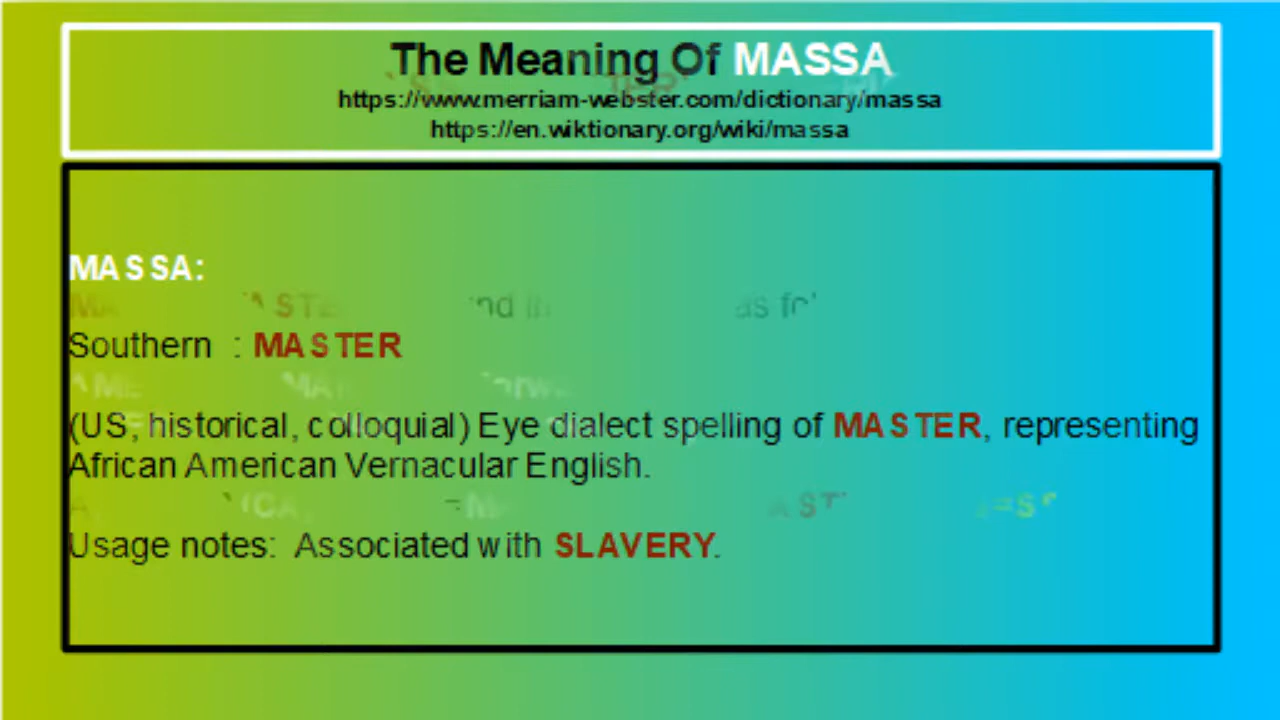 The Meaning Of MASSA
https://www.merriam-webster.com/dictionary/massa
https://en.wiktionary.org/wiki/massa
MASSA:
Southern : MASTER
(US, historical, colloquial) Eye dialect spelling of MASTER, representing
African American Vernacular English.
Usage notes: Associated with SLAVERY.